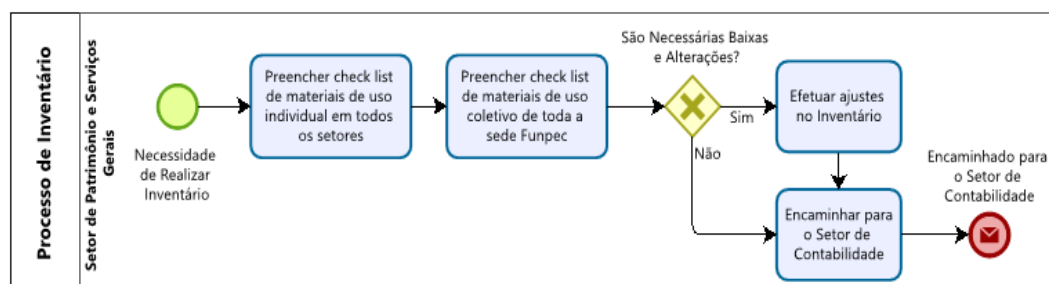 Processo de Inventário
Setor de Patrimônio e Serviços
Gerais
Necessidade
de Realizar
Inventário
Preencher check list
de materiais de uso
individual em todos
os setores
Preencher check list
de materiais de uso
coletivo de toda a
sede Funpec
São Necessárias Baixas
e Alterações?
Sim
Não
Efetuar ajustes
no Inventário
Encaminhar para
o Setor de
Contabilidade
Encaminhado para
o Setor de
Contabilidade